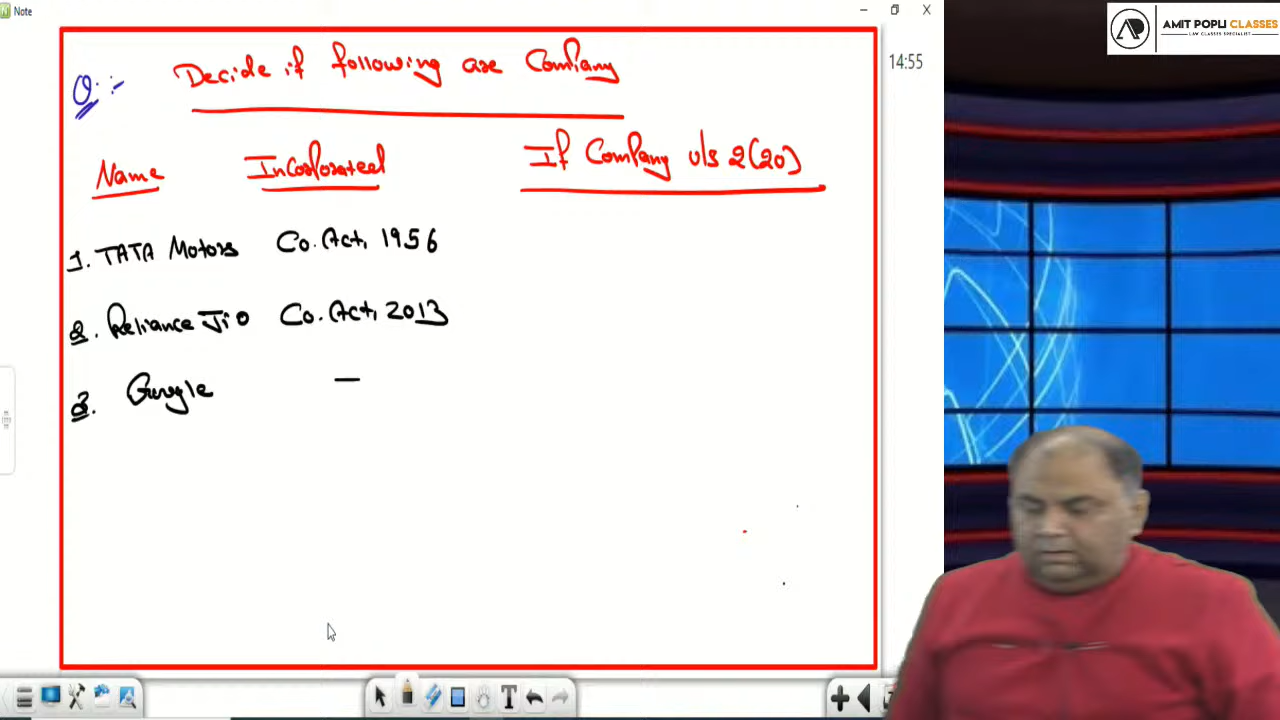 Note
AMIT POPLI CLASSES
LAW CLASSES SPECIALIST
14:55
Q:- Decide if following are Company
Name Incorporated If Company u/s 2(20)
1. TATA Motors Co. Act, 1956
2. Reliance Jio Co. Act, 2013
3. Google —